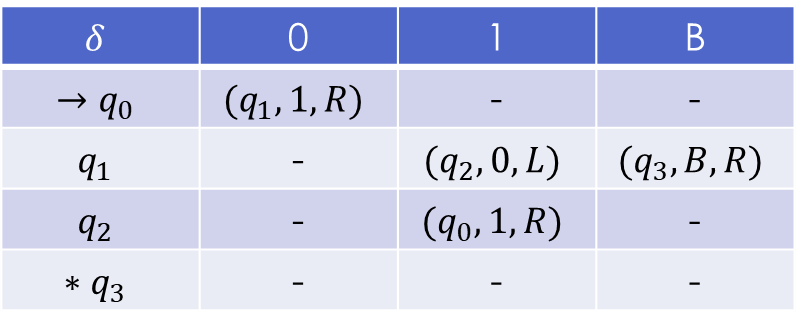 δ 0 1 B
→ q₀ (q₁, 1, R) - -
q₁ - (q₂, 0, L) (q₃, B, R)
q₂ - (q₀, 1, R) -
* q₃ - - -